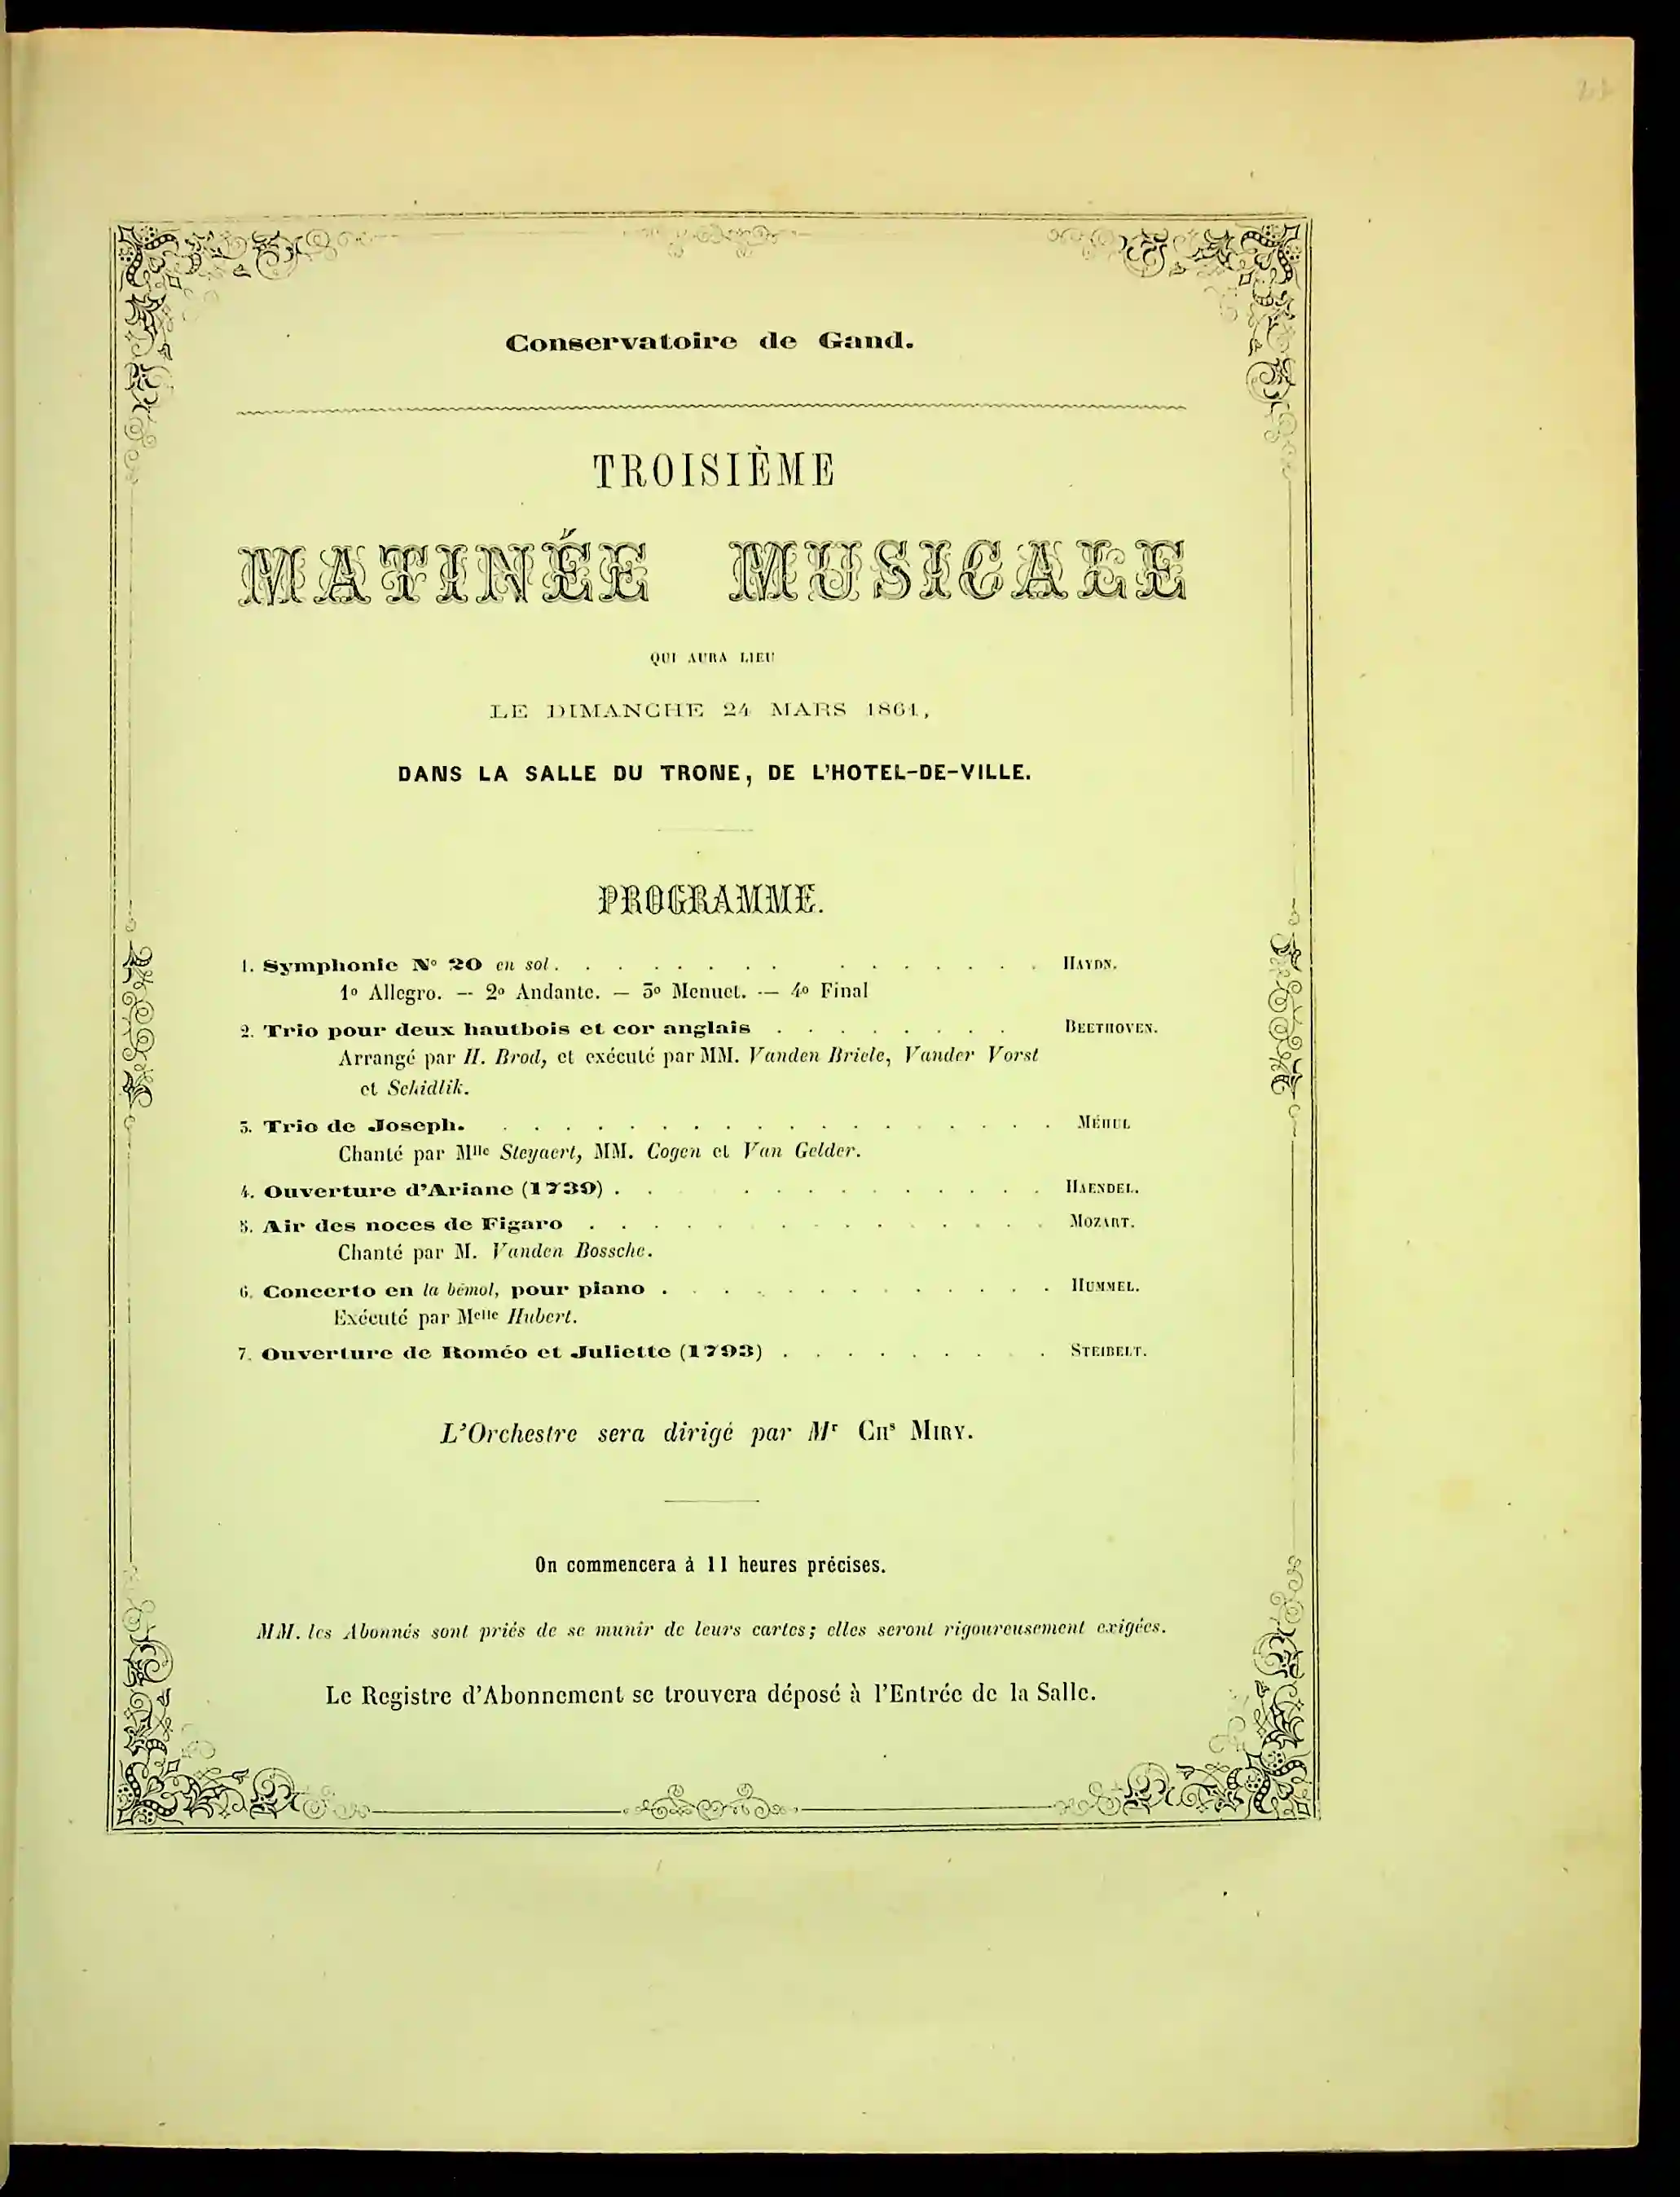 Conservatoire de Gand.
TROISIÈME
MATINÉE MUSICALE
QUI AURA LIEU
LE DIMANCHE 24 MARS 1861,
DANS LA SALLE DU TRONE, DE L'HOTEL-DE-VILLE.
PROGRAMME.
1. Symphonie N° 20 en sol. . . . . . . . . . . . . . . . HAYDN.
1° Allegro. — 2° Andante. — 3° Menuet. — 4° Final
2. Trio pour deux hautbois et cor anglais . . . . . . . . BEETHOVEN.
Arrangé par H. Brod, et exécuté par MM. Vanden Briele, Vander Vorst
et Schidlik.
3. Trio de Joseph. . . . . . . . . . . . . . . . . . . MÉHUL
Chanté par Mlle Steyaert, MM. Cogen et Van Gelder.
4. Ouverture d'Ariane (1739) . . . . . . . . . . . . . HAENDEL.
5. Air des noces de Figaro . . . . . . . . . . . . . . . MOZART.
Chanté par M. Vanden Bossche.
6. Concerto en la bémol, pour piano . . . . . . . . . . . . . HUMMEL.
Exécuté par Melle Hubert.
7. Ouverture de Roméo et Juliette (1793) . . . . . . . . . STEIBELT.
L'Orchestre sera dirigé par Mr CHs MIRY.
On commencera à 11 heures précises.
MM. les Abonnés sont priés de se munir de leurs cartes; elles seront rigoureusement exigées.
Le Registre d'Abonnement se trouvera déposé à l'Entrée de la Salle.